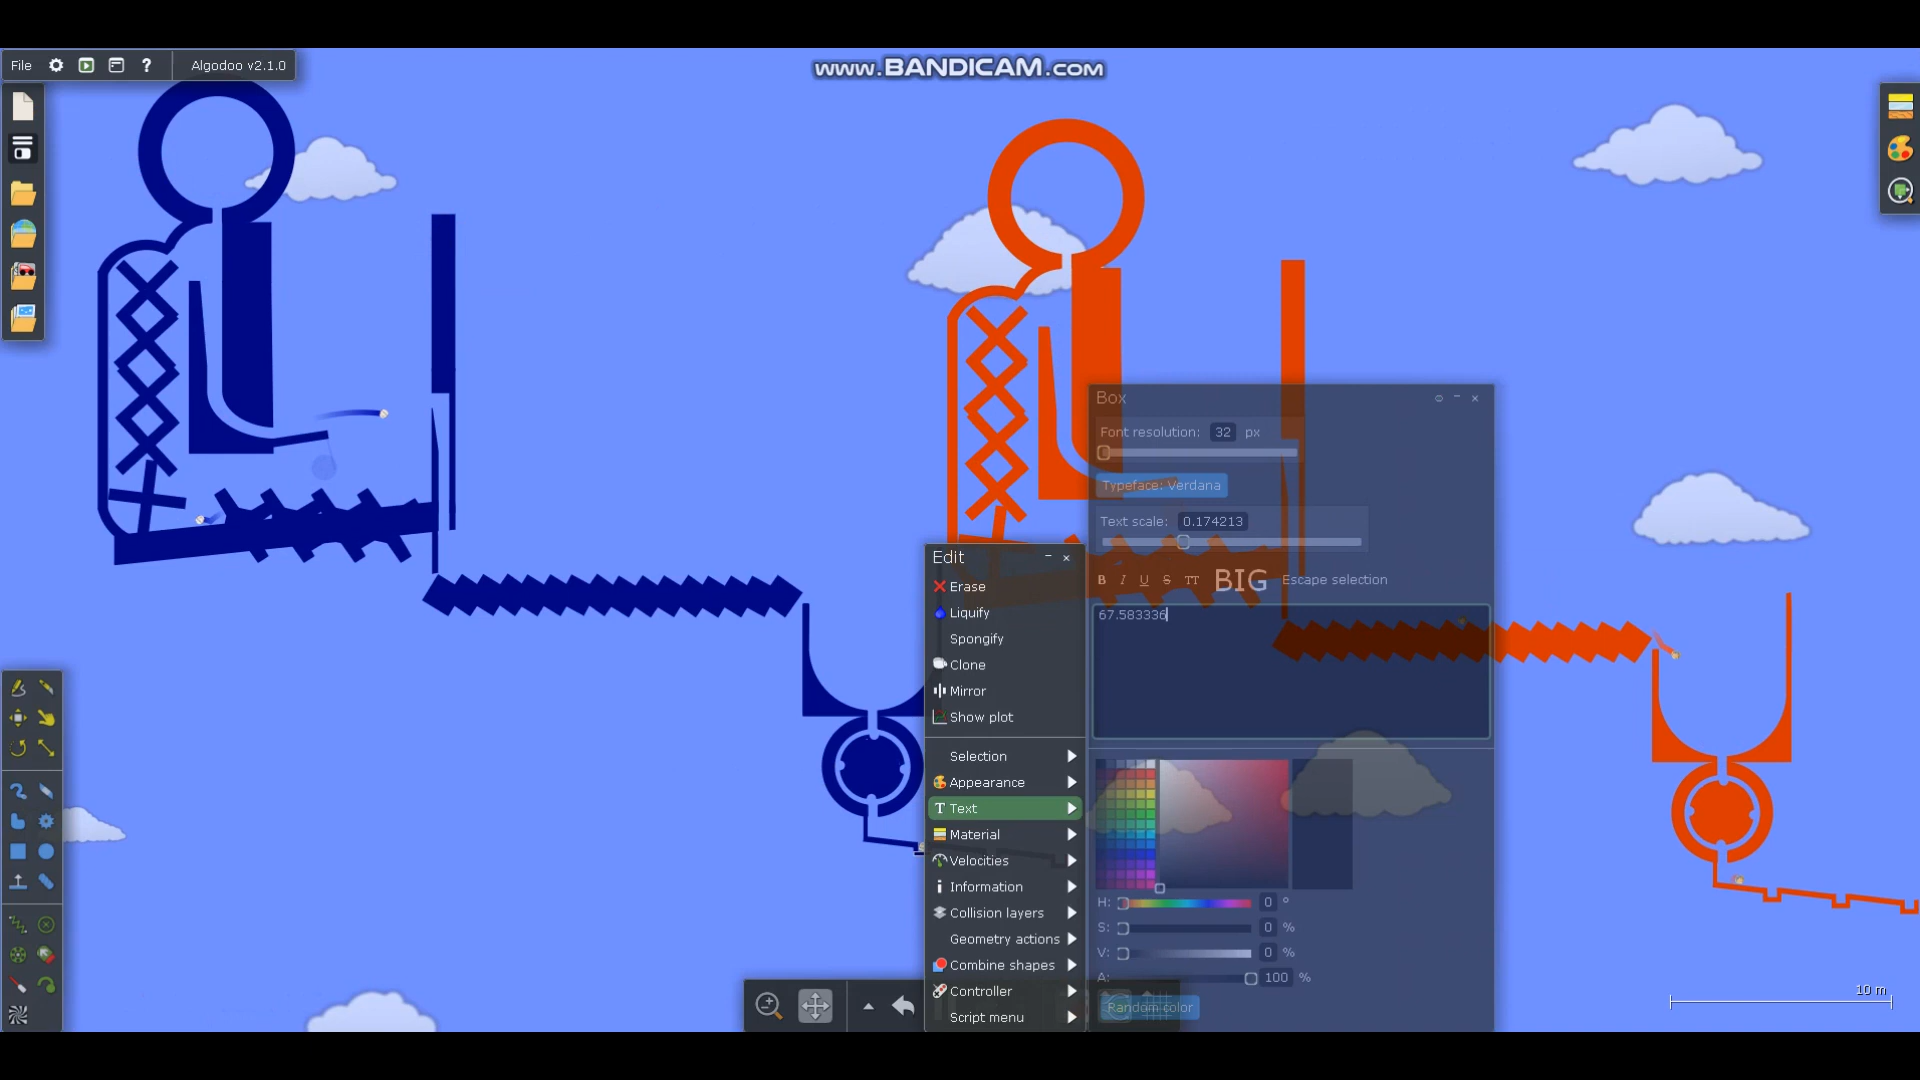 File ? Algodoo v2.1.0
www.BANDICAM.com
Box
Font resolution: 32 px
Typeface: Verdana
Text scale: 0.174213
B I U S TT BIG Escape selection
67.583336
Edit
Erase
Liquify
Spongify
Clone
Mirror
Show plot
Selection
Appearance
T Text
Material
Velocities
Information
Collision layers
Geometry actions
Combine shapes
Controller
Script menu
H: 0 °
S: 0 %
V: 0 %
A: 100 %
Random color
10 m